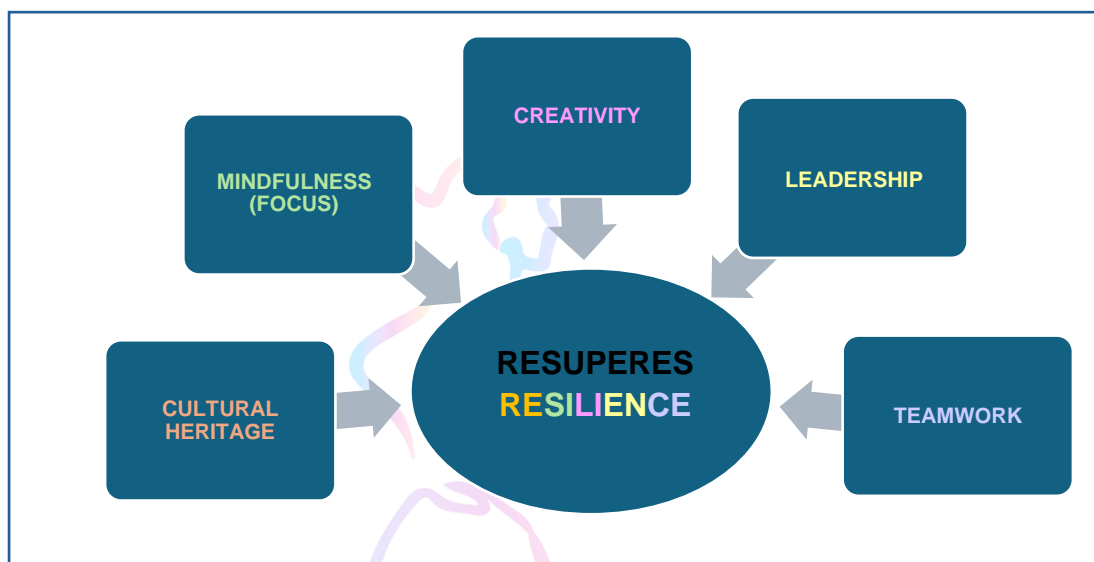 CREATIVITY
MINDFULNESS
(FOCUS)
LEADERSHIP
RESUPERES
RESILIENCE
CULTURAL
HERITAGE
TEAMWORK